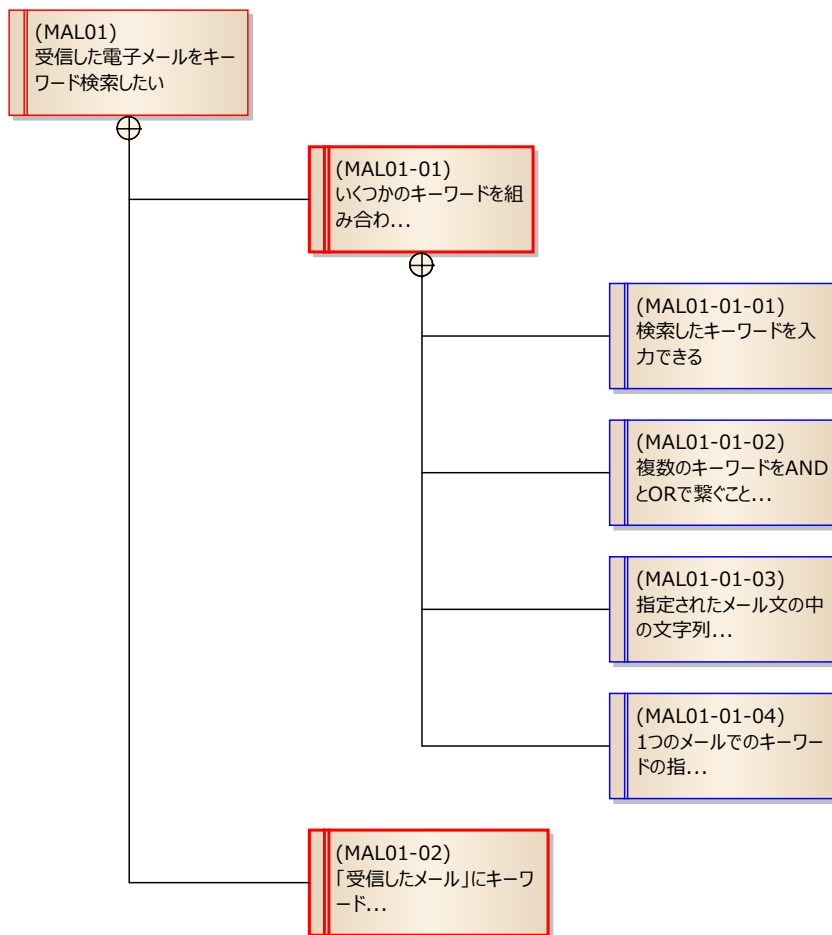 (MAL01)
受信した電子メールをキー
ワード検索したい
(MAL01-01)
いくつかのキーワードを組
み合わ...
(MAL01-01-01)
検索したキーワードを入
力できる
(MAL01-01-02)
複数のキーワードをAND
とORで繋ぐこと...
(MAL01-01-03)
指定されたメール文の中
の文字列...
(MAL01-01-04)
1つのメールでのキーワー
ドの指...
(MAL01-02)
「受信したメール」にキーワ
ード...